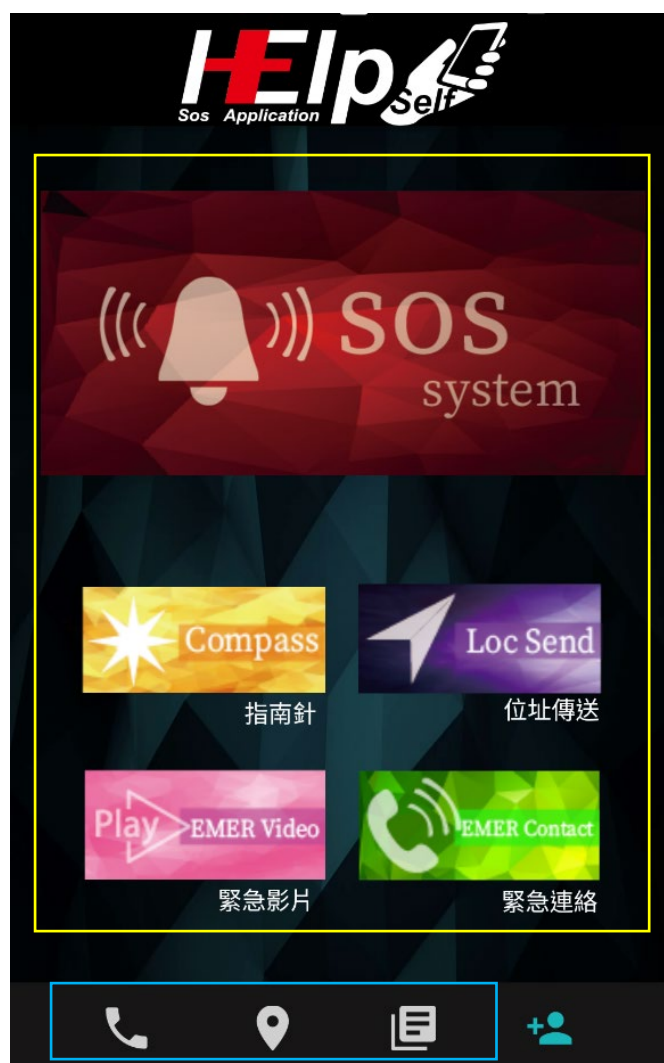 HElp
Self
Sos Application
SOS
system
Compass
指南針
Loc Send
位址傳送
Play
EMER Video
緊急影片
EMER Contact
緊急連絡